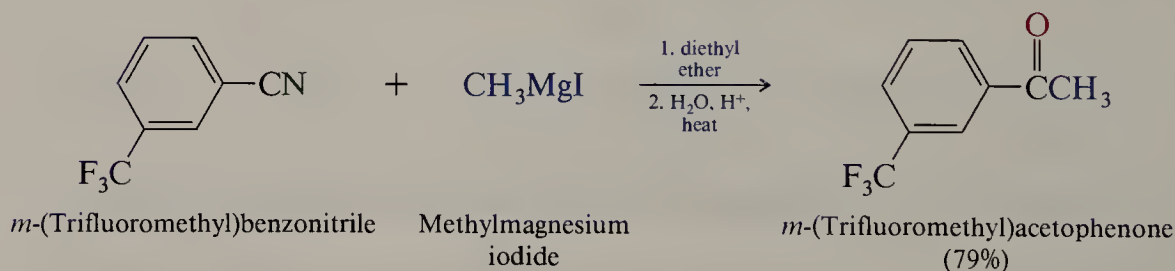 CN + CH₃MgI 1. diethyl ether 2. H₂O, H⁺, heat O CCH₃
F₃C F₃C
m-(Trifluoromethyl)benzonitrile Methylmagnesium iodide m-(Trifluoromethyl)acetophenone (79%)